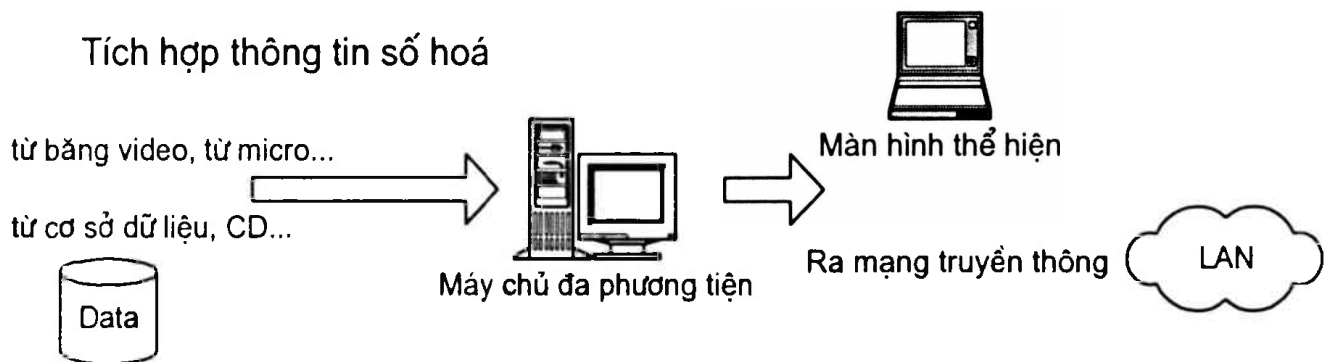 Tích hợp thông tin số hoá
từ băng video, từ micro...
từ cơ sở dữ liệu, CD...
Data
Máy chủ đa phương tiện
Màn hình thể hiện
Ra mạng truyền thông
LAN